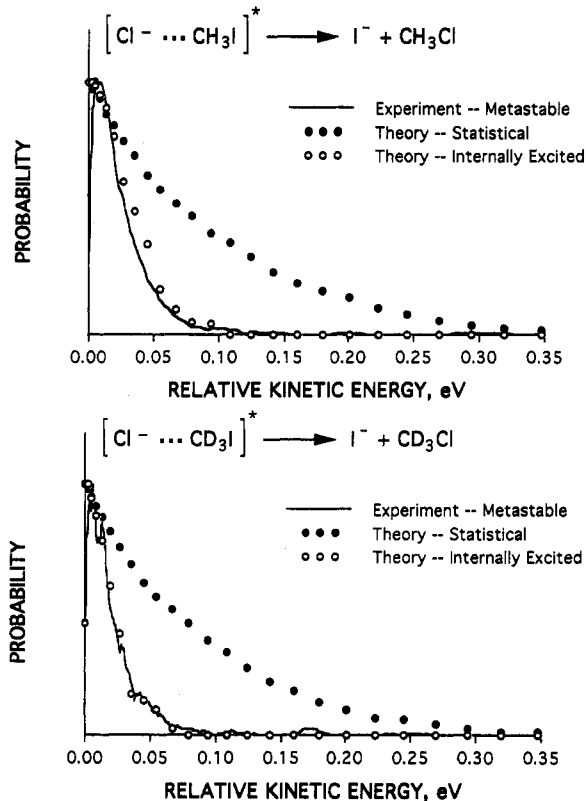 [Cl – ··· CH₃I]* ⟶ I⁻ + CH₃Cl
Experiment -- Metastable
Theory -- Statistical
Theory -- Internally Excited
PROBABILITY
0.00 0.05 0.10 0.15 0.20 0.25 0.30 0.35
RELATIVE KINETIC ENERGY, eV
[Cl – ··· CD₃I]* ⟶ I⁻ + CD₃Cl
Experiment -- Metastable
Theory -- Statistical
Theory -- Internally Excited
PROBABILITY
0.00 0.05 0.10 0.15 0.20 0.25 0.30 0.35
RELATIVE KINETIC ENERGY, eV